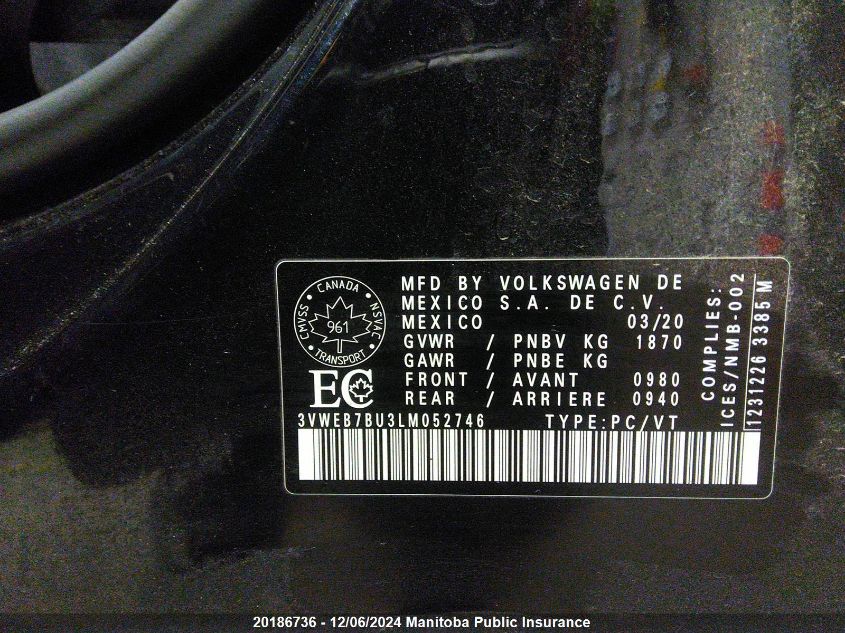 CANADA
CMVSS
NSVAC
961
TRANSPORT
EC
MFD BY VOLKSWAGEN DE
MEXICO S.A. DE C.V.
MEXICO 03/20
GVWR / PNBV KG 1870
GAWR / PNBE KG
FRONT / AVANT 0980
REAR / ARRIERE 0940
3VWEB7BU3LM052746 TYPE:PC/VT
COMPLIES:
ICES/NMB-002
1231226 3385 M
20186736 - 12/06/2024 Manitoba Public Insurance